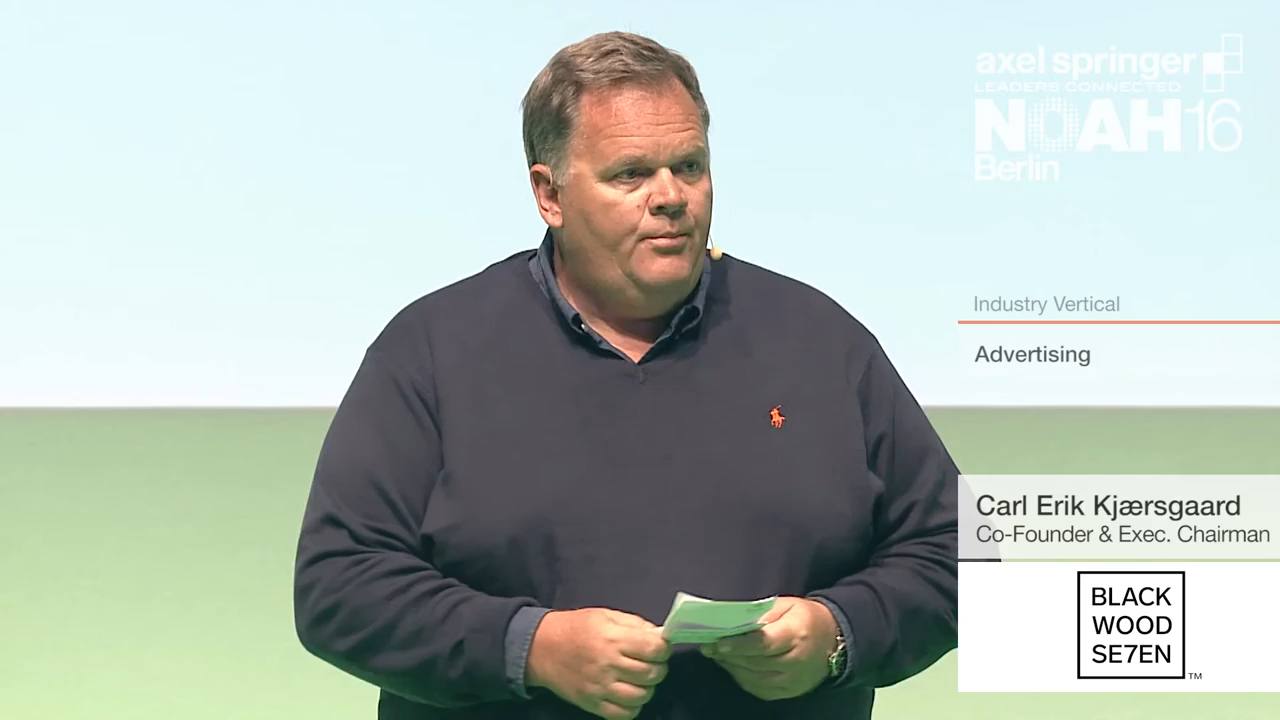 axel springer
LEADERS CONNECTED
NOAH16
Berlin
Industry Vertical
Advertising
Carl Erik Kjærsgaard
Co-Founder & Exec. Chairman
BLACK
WOOD
SE7EN
TM